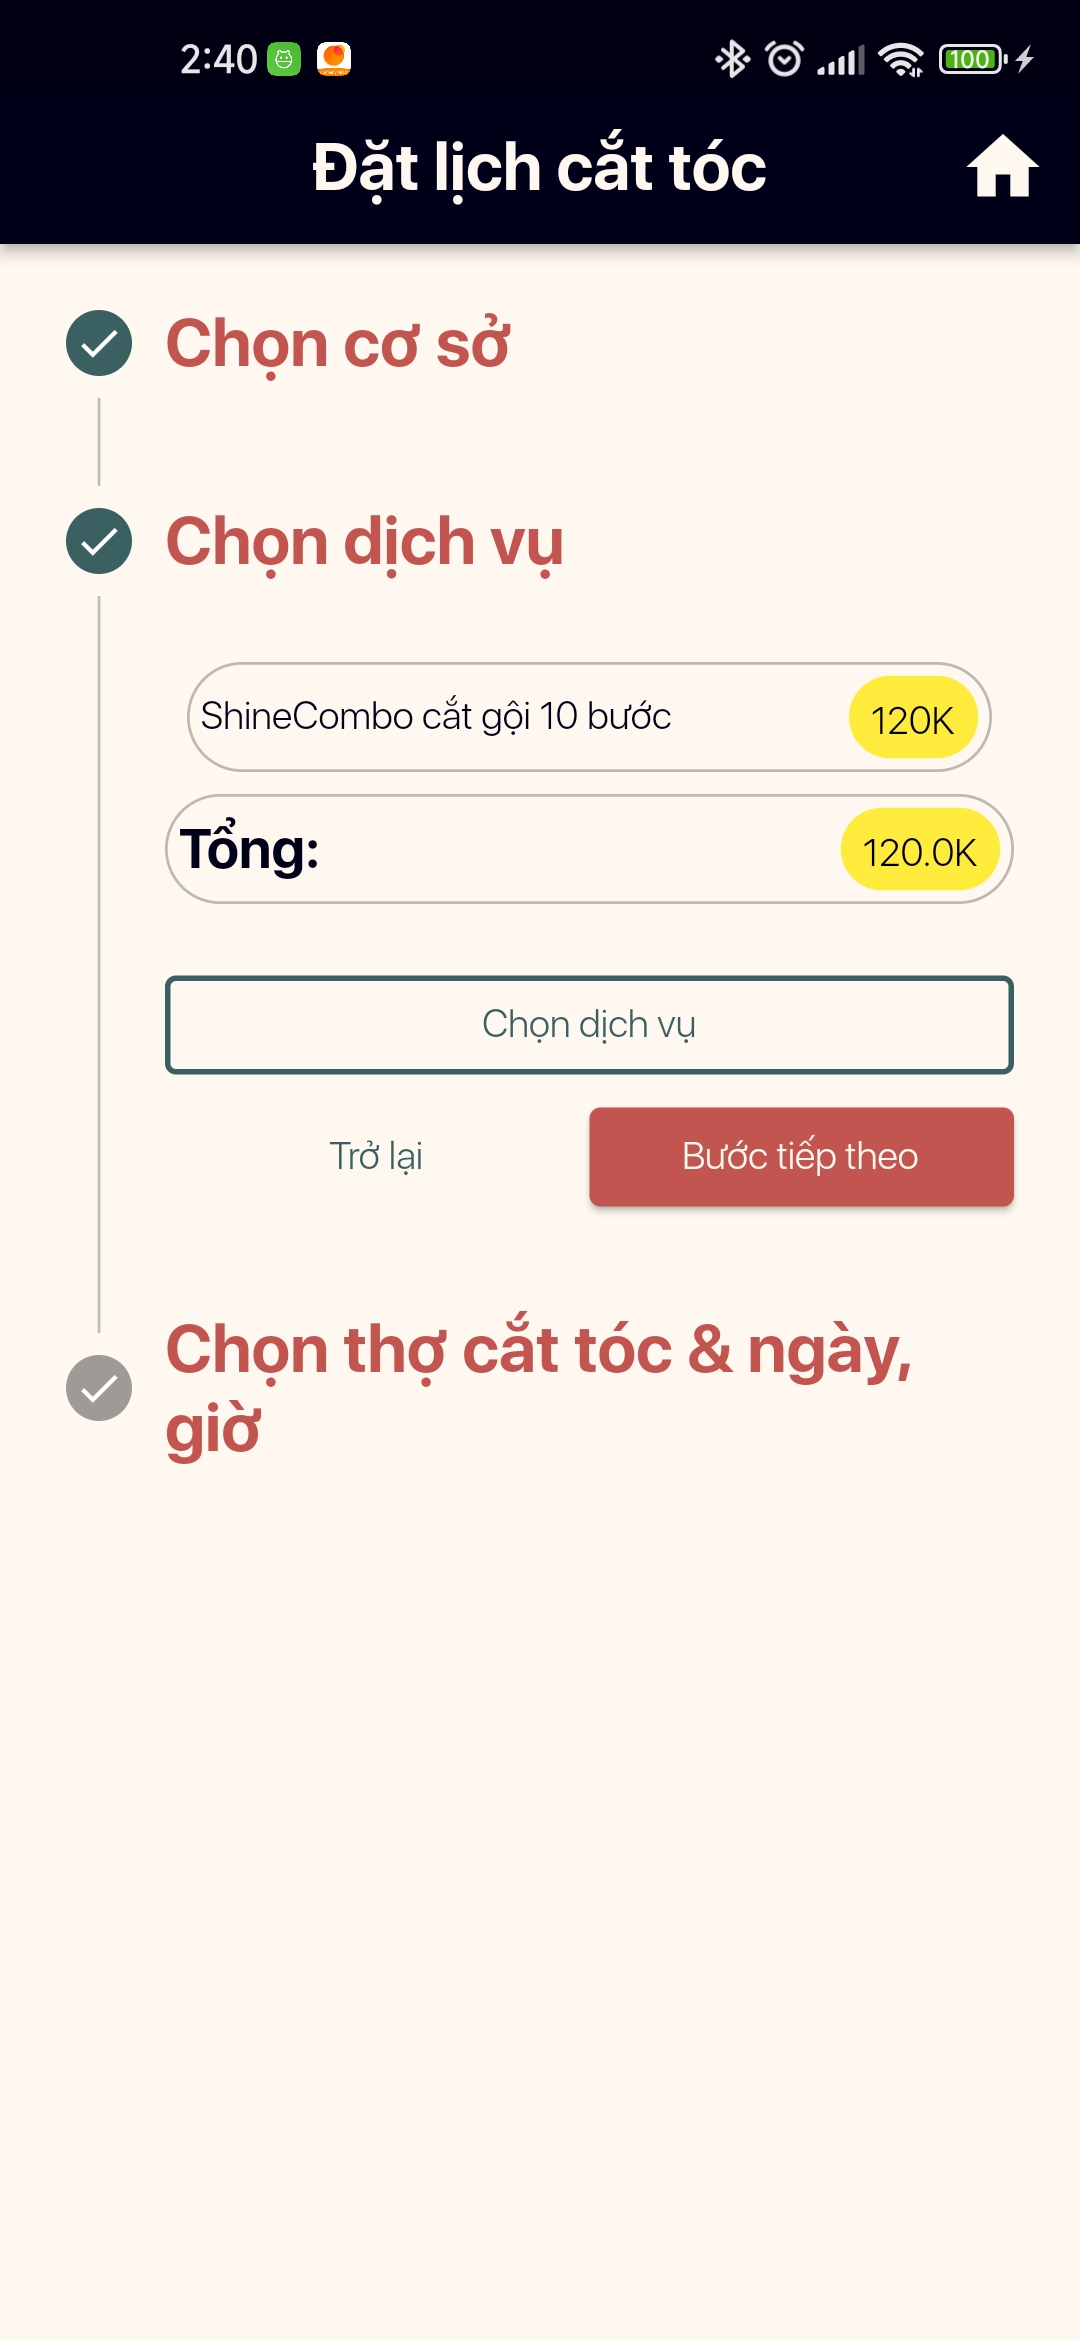 2:40
100
Đặt lịch cắt tóc
Chọn cơ sở
Chọn dịch vụ
ShineCombo cắt gội 10 bước
120K
Tổng:
120.0K
Chọn dịch vụ
Trở lại
Bước tiếp theo
Chọn thợ cắt tóc & ngày,
giờ